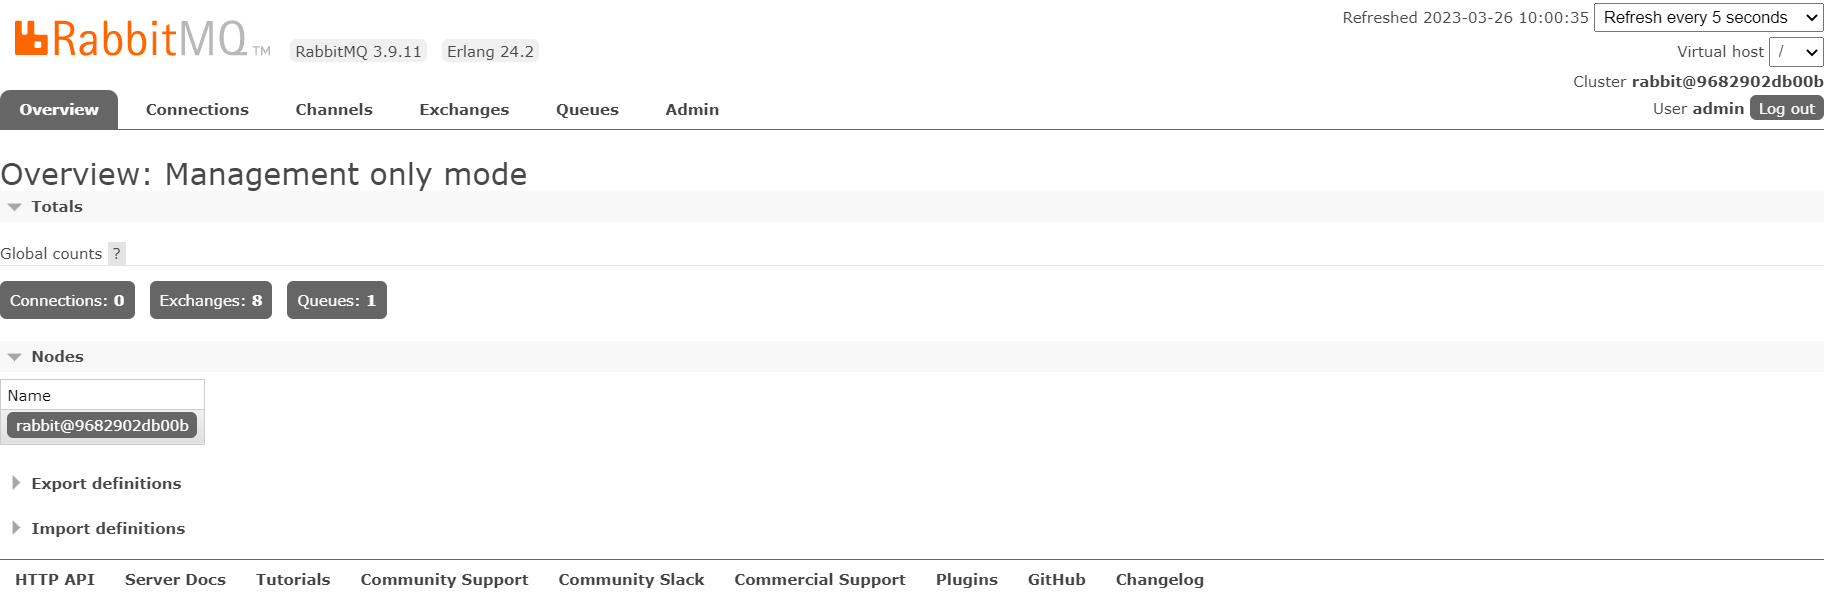 RabbitMQ TM RabbitMQ 3.9.11 Erlang 24.2
Refreshed 2023-03-26 10:00:35 Refresh every 5 seconds
Virtual host /
Cluster rabbit@9682902db00b
User admin Log out
Overview Connections Channels Exchanges Queues Admin
Overview: Management only mode
Totals
Global counts ?
Connections: 0 Exchanges: 8 Queues: 1
Nodes
Name
rabbit@9682902db00b
Export definitions
Import definitions
HTTP API Server Docs Tutorials Community Support Community Slack Commercial Support Plugins GitHub Changelog